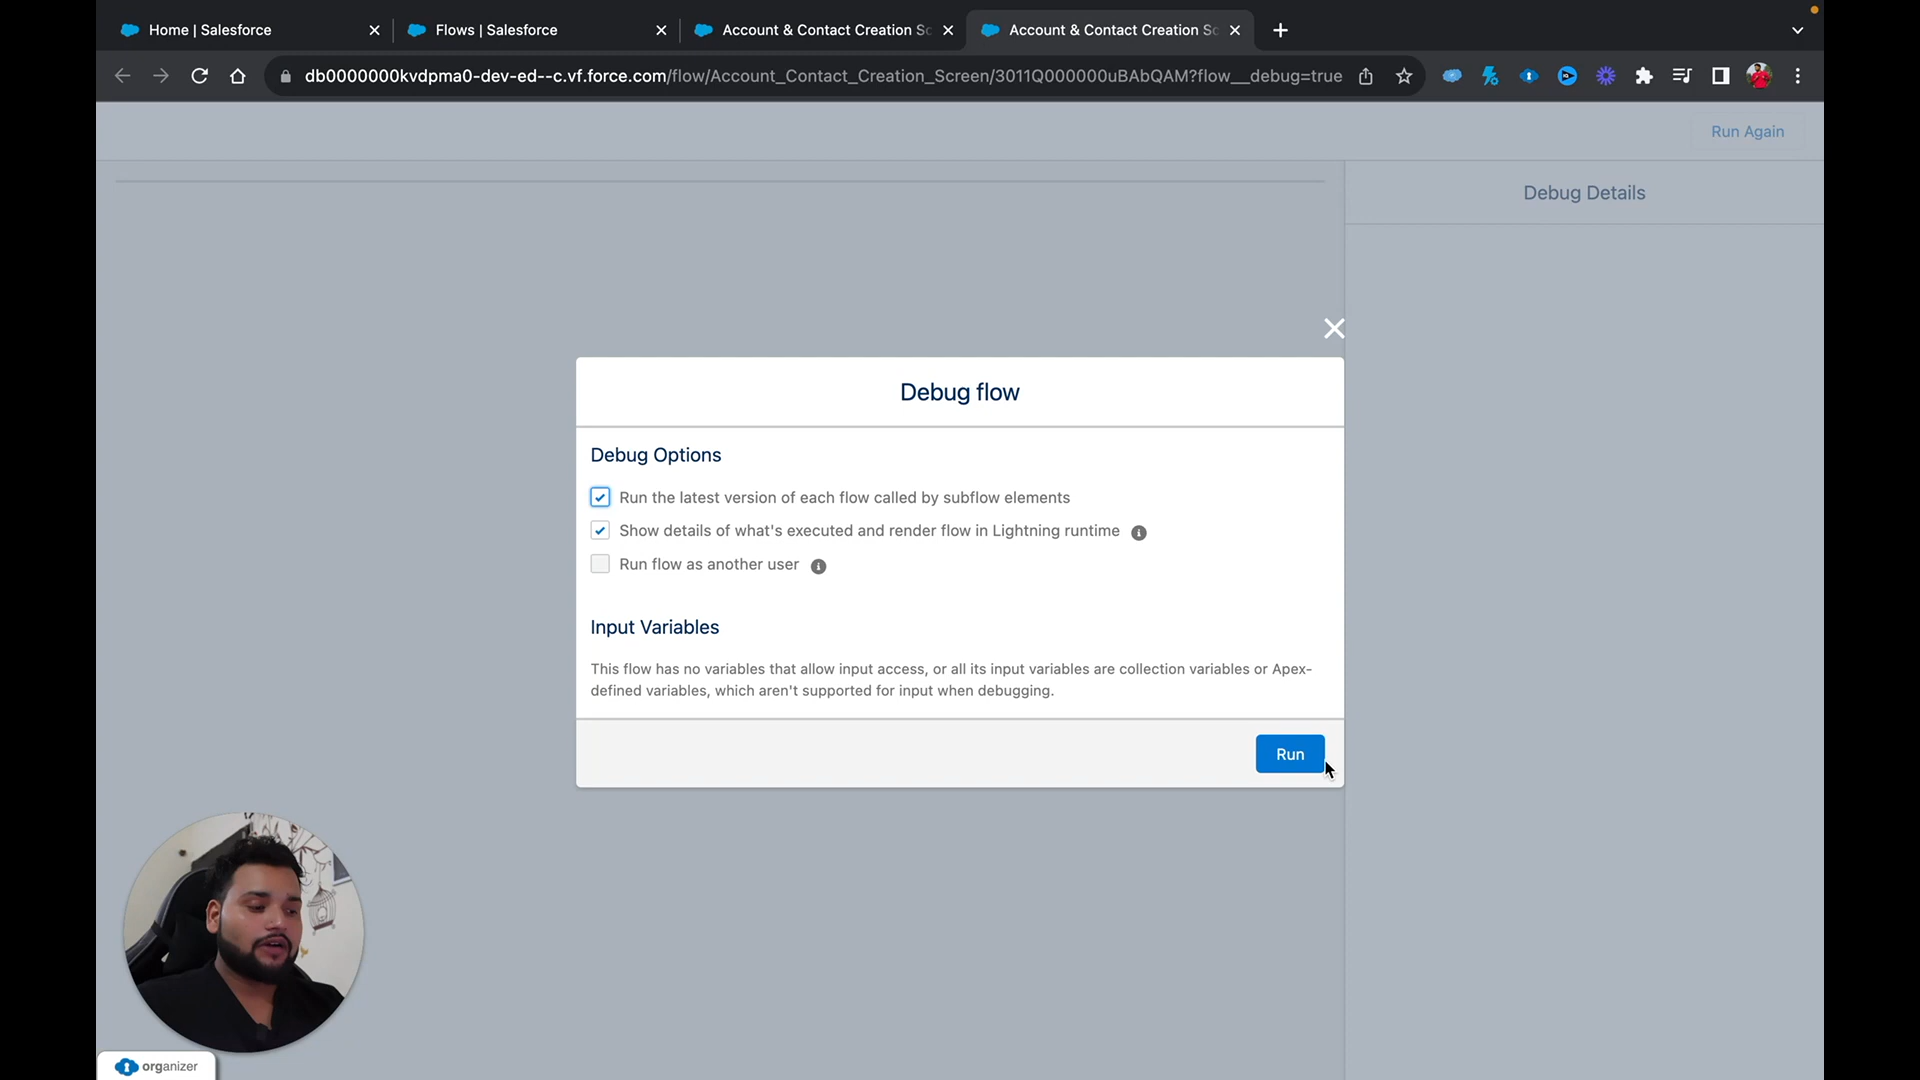 Home | Salesforce
Flows | Salesforce
Account & Contact Creation Sc
Account & Contact Creation Sc
db0000000kvdpma0-dev-ed--c.vf.force.com/flow/Account_Contact_Creation_Screen/3011Q000000uBAbQAM?flow__debug=true
Run Again
Debug Details
Debug flow
Debug Options
Run the latest version of each flow called by subflow elements
Show details of what's executed and render flow in Lightning runtime
Run flow as another user
Input Variables
This flow has no variables that allow input access, or all its input variables are collection variables or Apex-
defined variables, which aren't supported for input when debugging.
Run
organizer